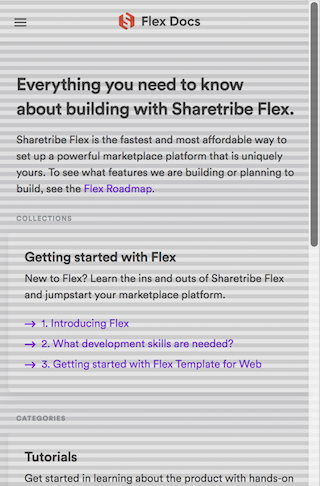 Flex Docs
Everything you need to know
about building with Sharetribe Flex.
Sharetribe Flex is the fastest and most affordable way to
set up a powerful marketplace platform that is uniquely
yours. To see what features we are building or planning to
build, see the Flex Roadmap.
COLLECTIONS
Getting started with Flex
New to Flex? Learn the ins and outs of Sharetribe Flex
and jumpstart your marketplace platform.
→ 1. Introducing Flex
→ 2. What development skills are needed?
→ 3. Getting started with Flex Template for Web
CATEGORIES
Tutorials
Get started in learning about the product with hands-on